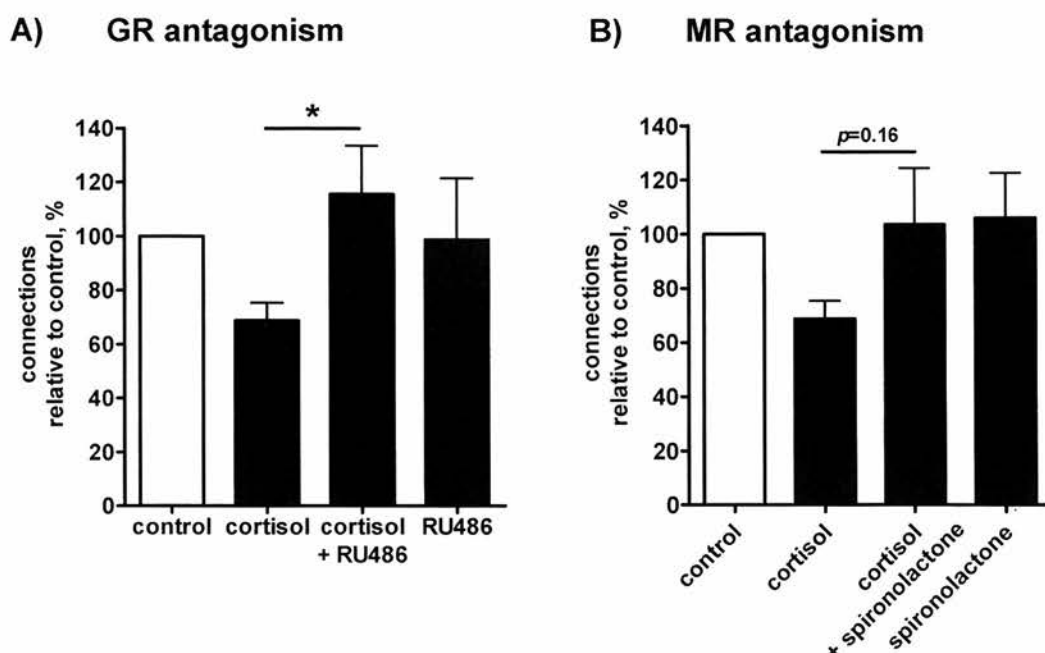 A) GR antagonism
connections
relative to control, %
140
120
100
80
60
40
20
0
*
control
cortisol
cortisol
+ RU486
RU486
B) MR antagonism
connections
relative to control, %
140
120
100
80
60
40
20
0
p=0.16
control
cortisol
cortisol
+ spironolactone
spironolactone